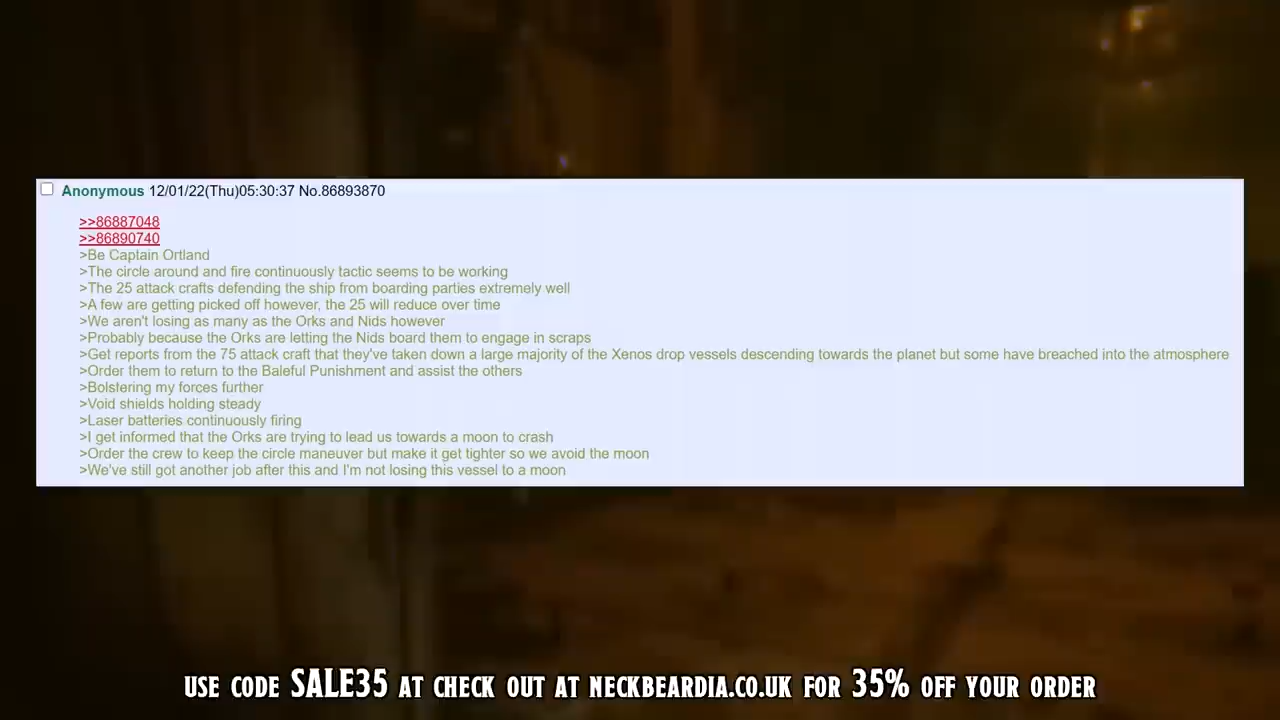 Anonymous 12/01/22(Thu)05:30:37 No.86893870
>>86887048
>>86890740
>Be Captain Ortland
>The circle around and fire continuously tactic seems to be working
>The 25 attack crafts defending the ship from boarding parties extremely well
>A few are getting picked off however, the 25 will reduce over time
>We aren't losing as many as the Orks and Nids however
>Probably because the Orks are letting the Nids board them to engage in scraps
>Get reports from the 75 attack craft that they've taken down a large majority of the Xenos drop vessels descending towards the planet but some have breached into the atmosphere
>Order them to return to the Baleful Punishment and assist the others
>Bolstering my forces further
>Void shields holding steady
>Laser batteries continuously firing
>I get informed that the Orks are trying to lead us towards a moon to crash
>Order the crew to keep the circle maneuver but make it get tighter so we avoid the moon
>We've still got another job after this and I'm not losing this vessel to a moon
USE CODE SALE35 AT CHECK OUT AT NECKBEARDIA.CO.UK FOR 35% OFF YOUR ORDER